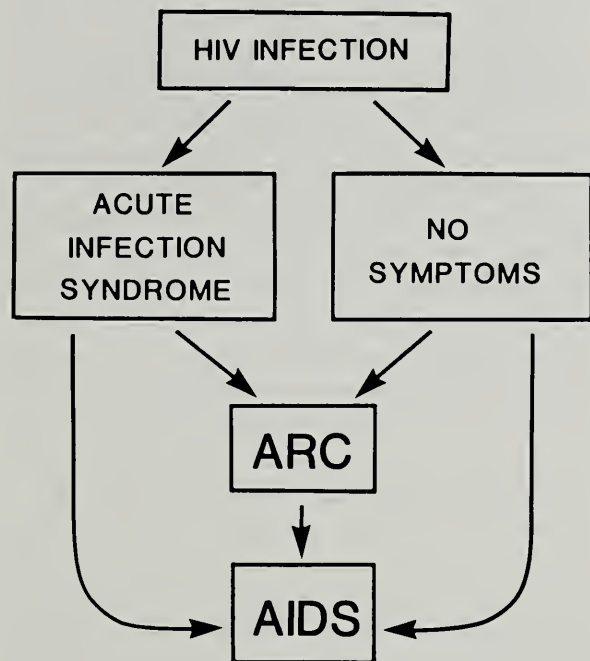 HIV INFECTION
ACUTE
INFECTION
SYNDROME
NO
SYMPTOMS
ARC
AIDS